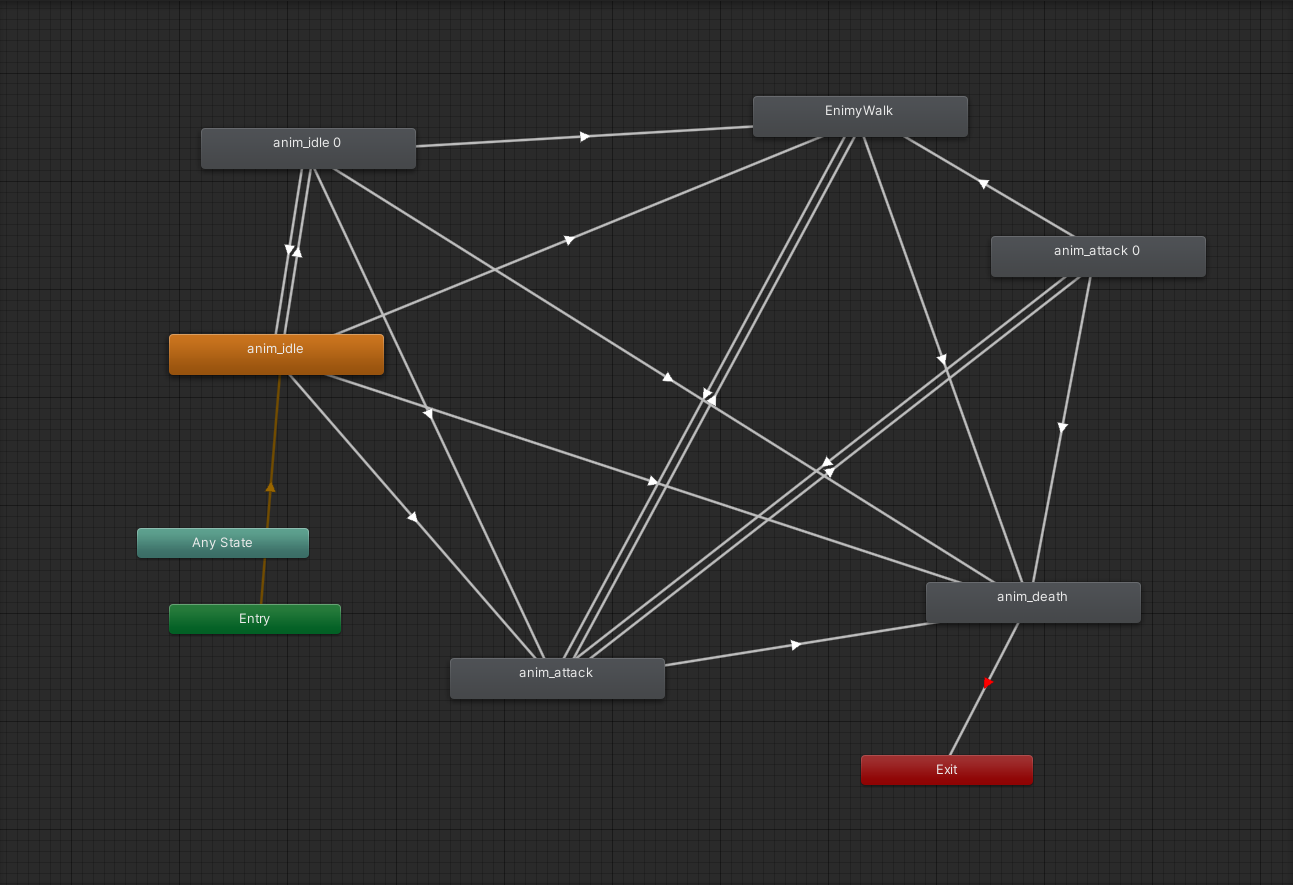 EnimyWalk
anim_idle 0
anim_attack 0
anim_idle
Any State
anim_death
Entry
anim_attack
Exit